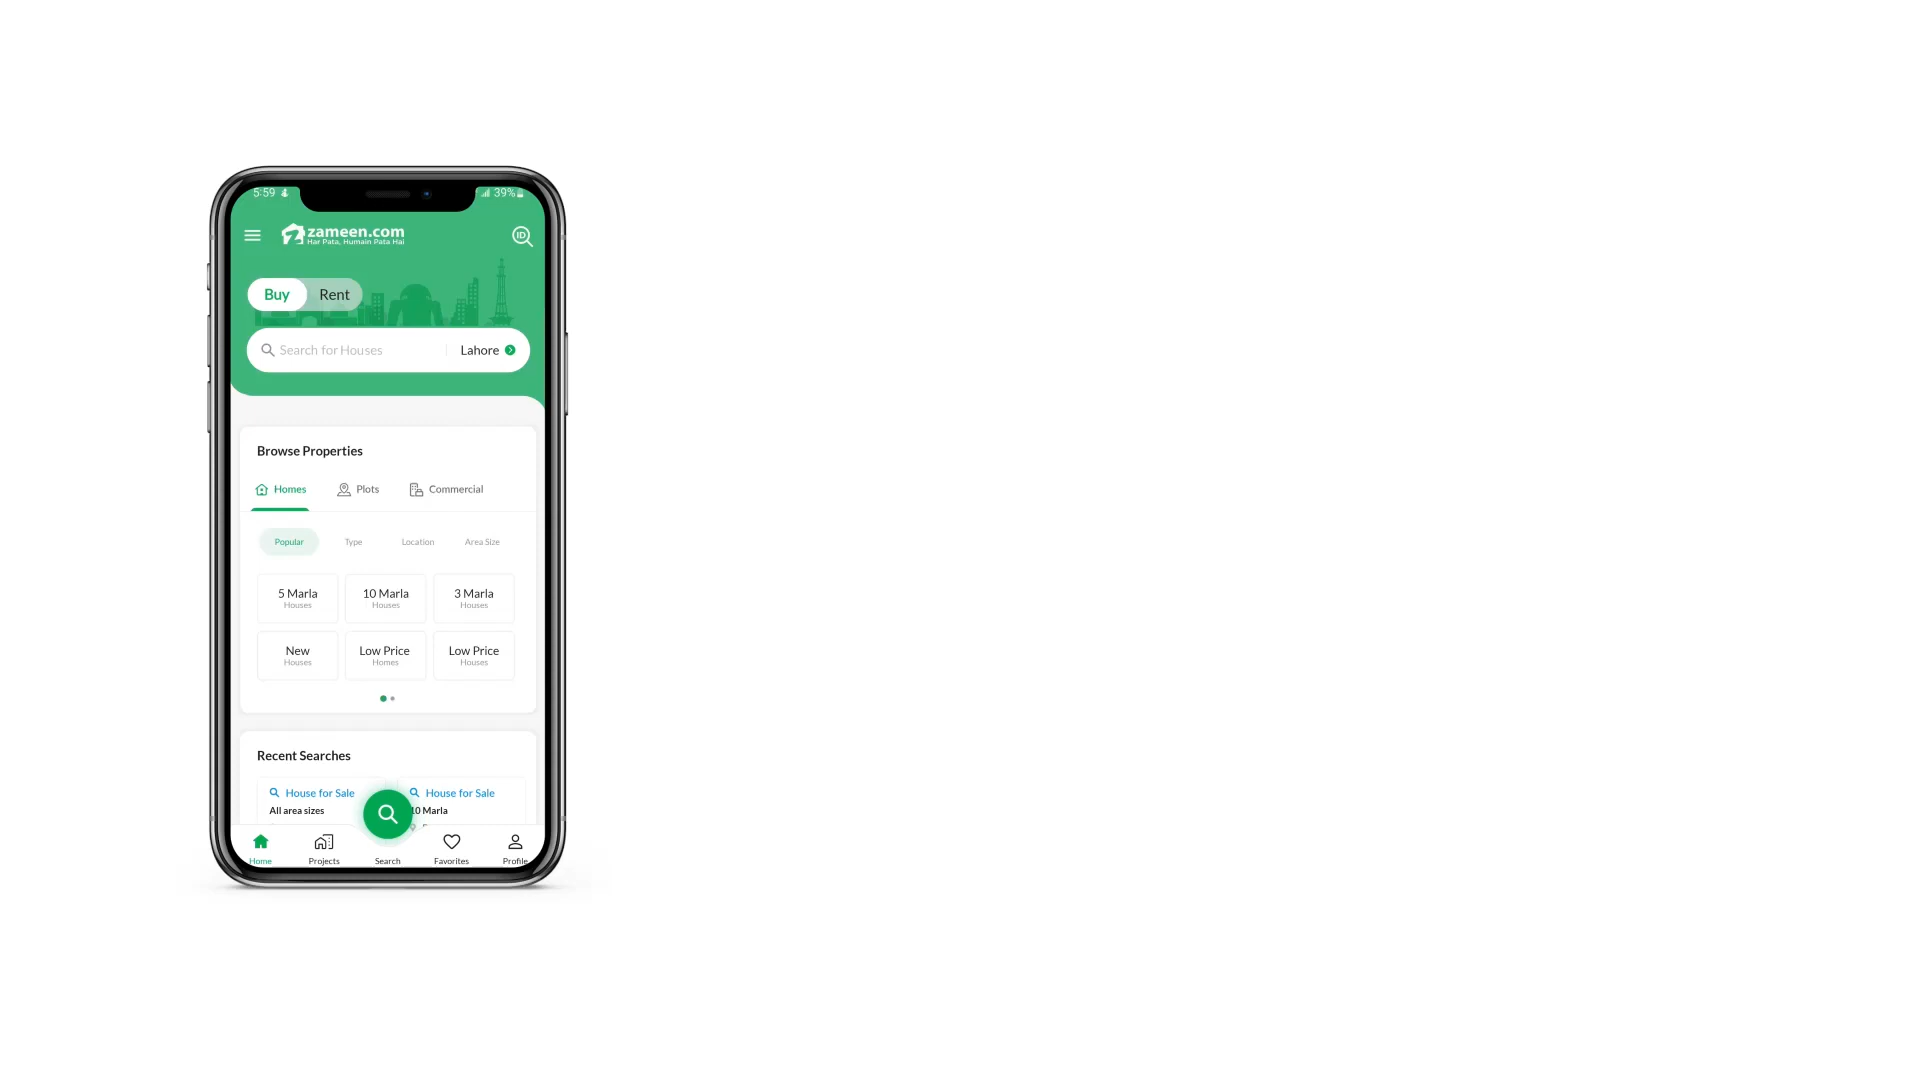 5:59
39%
zameen.com
Har Pata, Humain Pata Hai
ID
Buy
Rent
Search for Houses
Lahore
Browse Properties
Homes
Plots
Commercial
Popular
Type
Location
Area Size
5 Marla
Houses
10 Marla
Houses
3 Marla
Houses
New
Houses
Low Price
Homes
Low Price
Houses
Recent Searches
House for Sale
All area sizes
House for Sale
10 Marla
Home
Projects
Search
Favorites
Profile